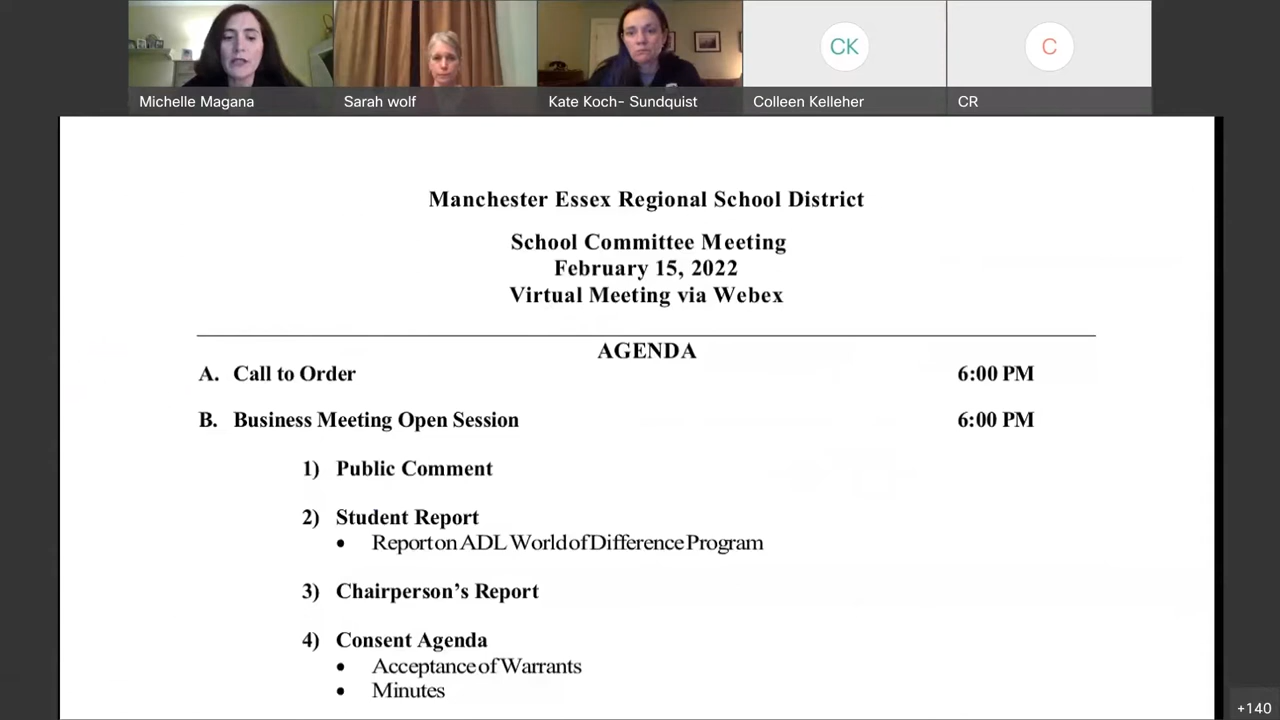 CK
C
Michelle Magana
Sarah wolf
Kate Koch- Sundquist
Colleen Kelleher
CR
Manchester Essex Regional School District
School Committee Meeting
February 15, 2022
Virtual Meeting via Webex
AGENDA
A. Call to Order 6:00 PM
B. Business Meeting Open Session 6:00 PM
1) Public Comment
2) Student Report
• Report on ADL World of Difference Program
3) Chairperson’s Report
4) Consent Agenda
• Acceptance of Warrants
• Minutes
+140